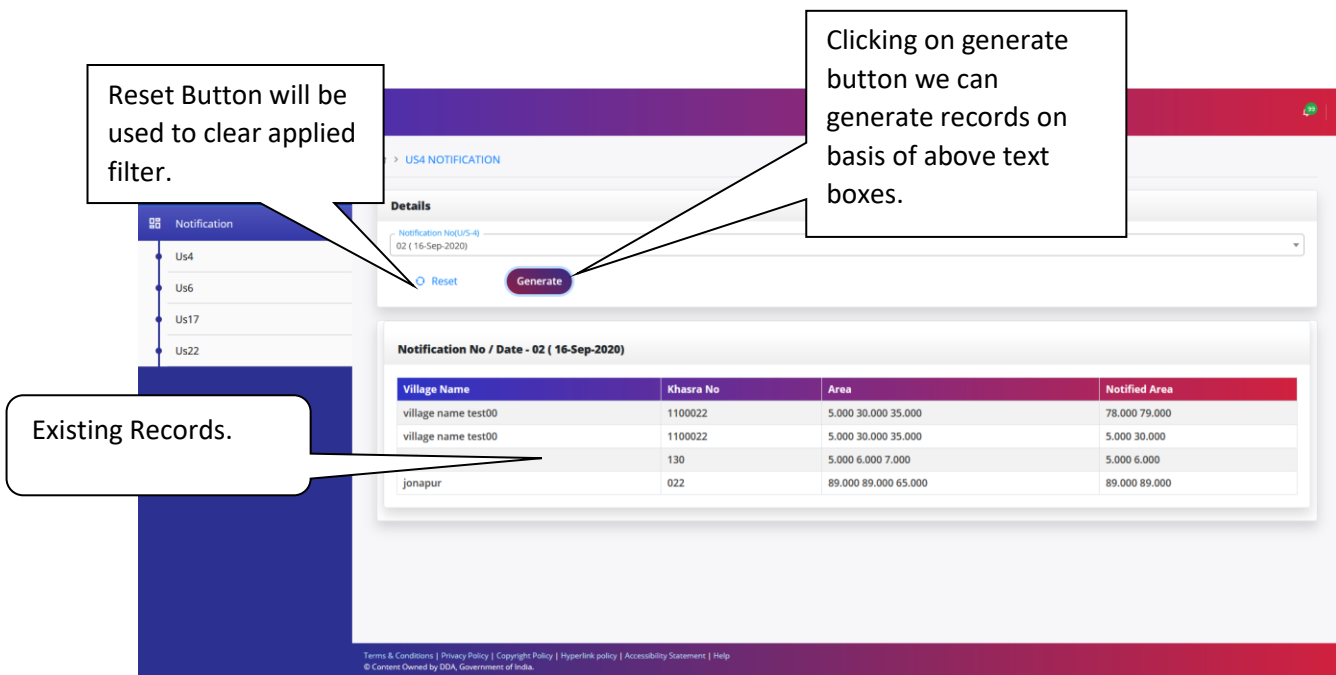 Clicking on generate
button we can
generate records on
basis of above text
boxes.
Reset Button will be
used to clear applied
filter.
99
> US4 NOTIFICATION
Details
Notification
Notification No(U/S-4)
02 ( 16-Sep-2020)
Us4
Us6
Us17
Us22
Reset
Generate
Notification No / Date - 02 ( 16-Sep-2020)
Village Name Khasra No Area Notified Area
village name test00 1100022 5.000 30.000 35.000 78.000 79.000
village name test00 1100022 5.000 30.000 35.000 5.000 30.000
130 5.000 6.000 7.000 5.000 6.000
jonapur 022 89.000 89.000 65.000 89.000 89.000
Existing Records.
Terms & Conditions | Privacy Policy | Copyright Policy | Hyperlink policy | Accessibility Statement | Help
© Content Owned by DDA, Government of India.